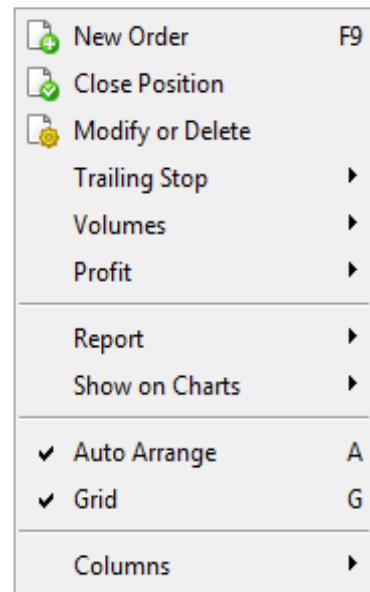 New Order F9
Close Position
Modify or Delete
Trailing Stop
Volumes
Profit
Report
Show on Charts
Auto Arrange A
Grid G
Columns